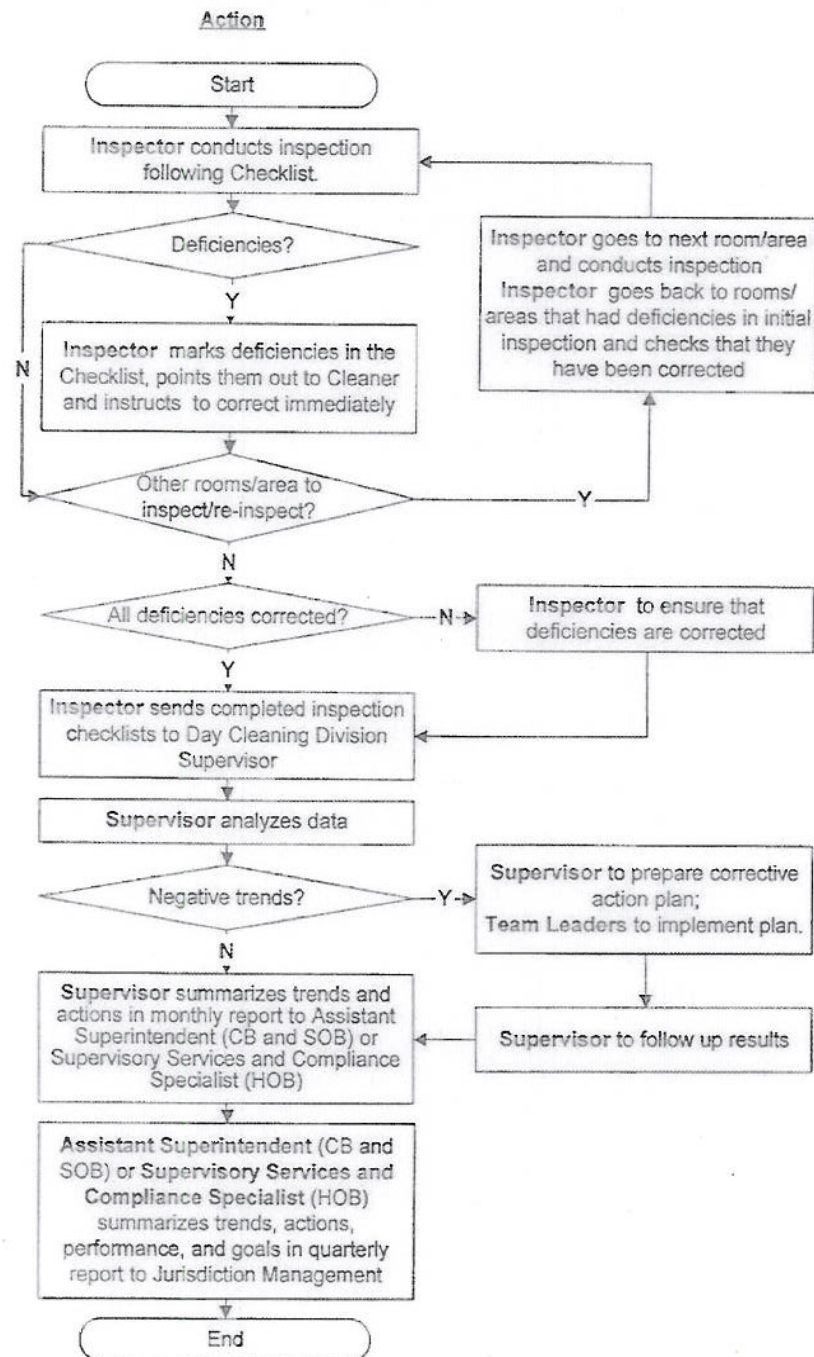 Action
Start
Inspector conducts inspection
following Checklist.
Deficiencies?
Y
N
Inspector marks deficiencies in the
Checklist, points them out to Cleaner
and instructs to correct immediately
Other rooms/area to
inspect/re-inspect?
Y
Inspector goes to next room/area
and conducts inspection
Inspector goes back to rooms/
areas that had deficiencies in initial
inspection and checks that they
have been corrected
N
All deficiencies corrected?
N
Inspector to ensure that
deficiencies are corrected
Y
Inspector sends completed inspection
checklists to Day Cleaning Division
Supervisor
Supervisor analyzes data
Negative trends?
Y
Supervisor to prepare corrective
action plan;
Team Leaders to implement plan.
Supervisor to follow up results
N
Supervisor summarizes trends and
actions in monthly report to Assistant
Superintendent (CB and SOB) or
Supervisory Services and Compliance
Specialist (HOB)
Assistant Superintendent (CB and
SOB) or Supervisory Services and
Compliance Specialist (HOB)
summarizes trends, actions,
performance, and goals in quarterly
report to Jurisdiction Management
End